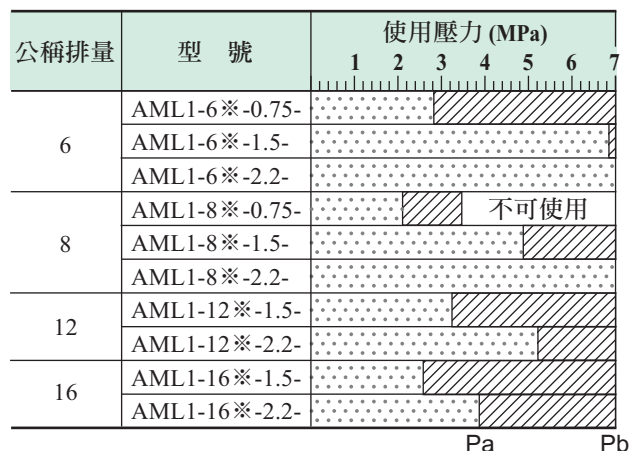 公稱排量 型 號 使用壓力 (MPa)
1 2 3 4 5 6 7
6 AML1-6※-0.75-
AML1-6※-1.5-
AML1-6※-2.2-
8 AML1-8※-0.75- 不可使用
AML1-8※-1.5-
AML1-8※-2.2-
12 AML1-12※-1.5-
AML1-12※-2.2-
16 AML1-16※-1.5-
AML1-16※-2.2-
Pa Pb